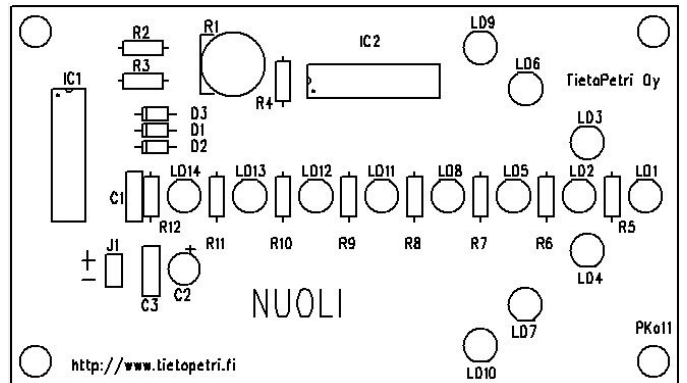 R2
R1
LD9
IC2
R3
LD6
IC1
TietoPetri Oy
R4
D3
D1
D2
LD3
C1
LD14
LD13
LD12
LD11
LD8
LD5
LD2
LD1
R12
R11
R10
R9
R8
R7
R6
R5
J1
+
-
+
C3
C2
NUOLI
LD4
LD7
PKo11
LD10
http://www.tietopetri.fi